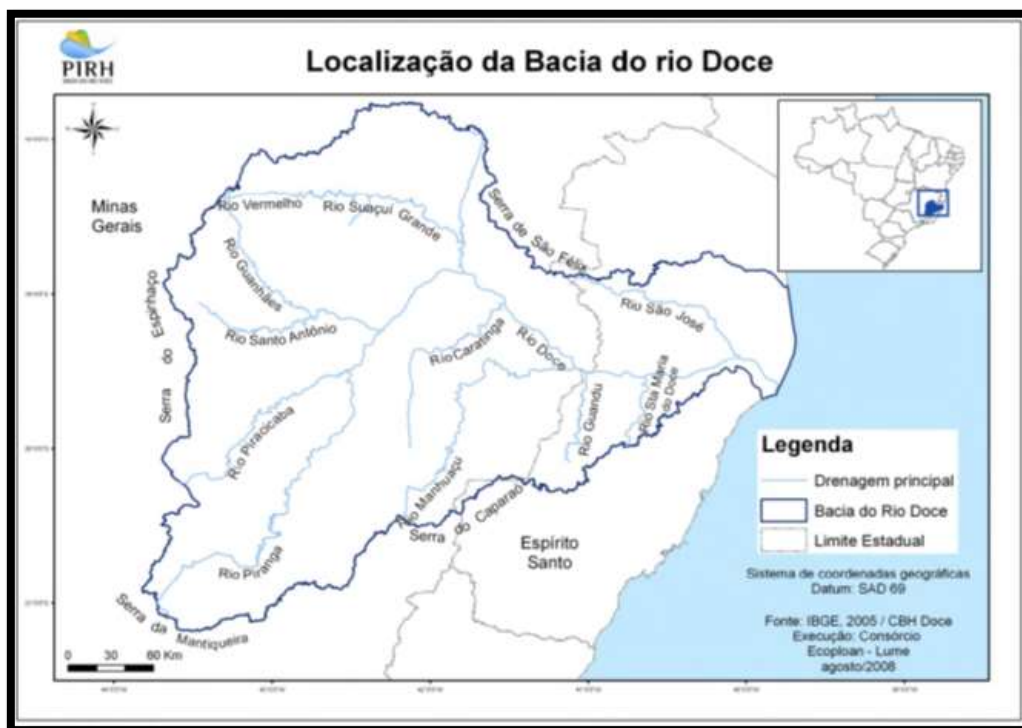 PIRH
Localização da Bacia do rio Doce
Minas
Gerais
Rio Vermelho
Rio Suaçuí Grande
Serra de São Félix
Rio Guanhães
Serra do Espinhaço
Rio Santo Antônio
Riu São José
Rio Caratinga
Rio Doce
Rio Sta Maria
do Doce
Rio Guandu
Rio Piracicaba
Rio Manhuaçu
Serra do Caparaó
Rio Piranga
Espírito
Santo
Serra da Mantiqueira
0 30 60 Km
Legenda
Drenagem principal
Bacia do Rio Doce
Limite Estadual
Sistema de coordenadas geográficas
Datum: SAD 69
Fonte: IBGE, 2005 / CBH Doce
Execução: Consórcio
Ecoploan - Lume
agosto/2008